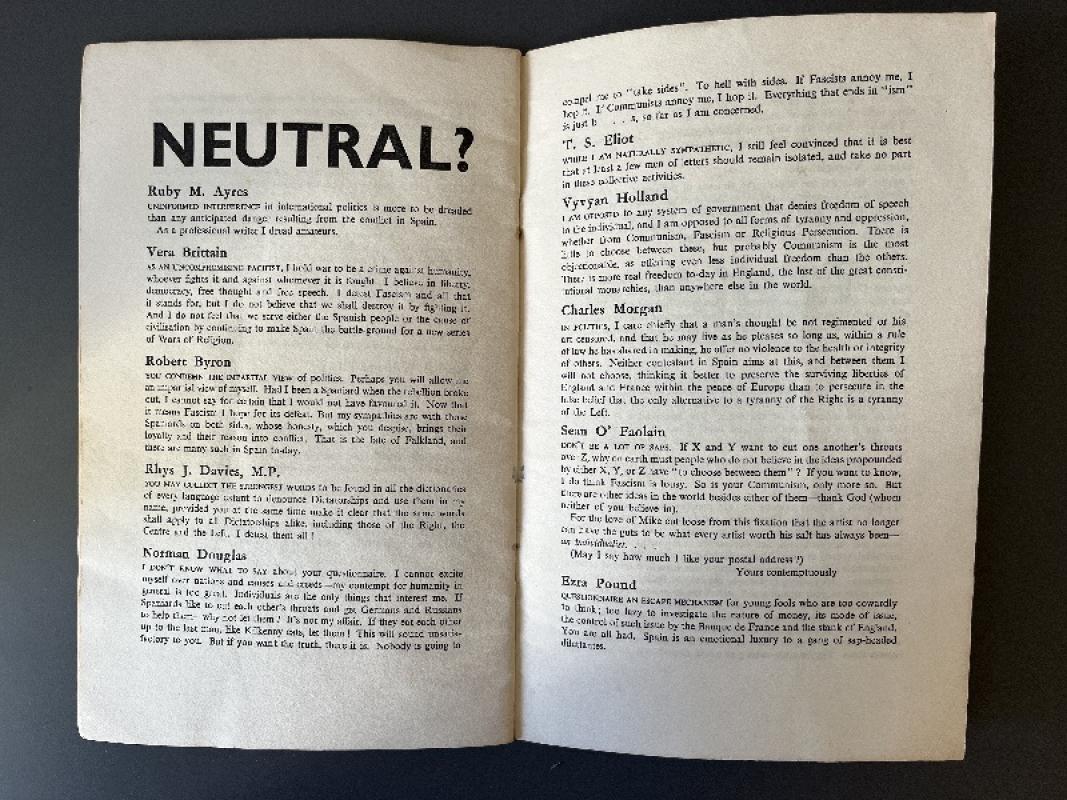 NEUTRAL?
Ruby M. Ayres
UNINFORMED INTERFERENCE in international politics is more to be dreaded
than any anticipated danger resulting from the conflict in Spain.
As a professional writer I dread amateurs.
Vera Brittain
AS AN UNCOMPROMISING PACIFIST, I hold war to be a crime against humanity,
whoever fights it and against whomever it is fought. I believe in liberty,
democracy, free thought and free speech. I detest Fascism and all that
it stands for, but I do not believe that we shall destroy it by fighting it.
And I do not feel that we serve either the Spanish people or the cause of
civilisation by continuing to make Spain the battle-ground for a new series
of Wars of Religion.
Robert Byron
YOU CONDEMN THE IMPARTIAL VIEW of politics. Perhaps you will allow me
an impartial view of myself. Had I been a Spaniard when the rebellion broke
out, I cannot say for certain that I would not have favoured it. Now that
it means Fascism I hope for its defeat. But my sympathies are with those
Spaniards on both sides, whose honesty, which you despise, brings their
loyalty and their reason into conflict. That is the fate of Falkland, and
there are many such in Spain to-day.
Rhys J. Davies, M.P.
YOU MAY COLLECT THE STRONGEST WORDS to be found in all the dictionaries
of every language extant to denounce Dictatorships and use them in my
name, provided you at the same time make it clear that the same words
shall apply to all Dictatorships alike, including those of the Right, the
Centre and the Left. I detest them all!
Norman Douglas
I DON'T KNOW WHAT TO SAY about your questionnaire. I cannot excite
myself over nations and causes and creeds—my contempt for humanity in
general is too great. Individuals are the only things that interest me. If
Spaniards like to cut each other's throats and get Germans and Russians
to help them—why not let them? It's not my affair. If they eat each other
up to the last man, like Kilkenny cats, let them! This will sound unsatis-
factory to you. But if you want the truth, there it is. Nobody is going to
compel me to "take sides". To hell with sides. If Fascists annoy me, I
hop it. If Communists annoy me, I hop it. Everything that ends in "ism"
is just b . . . s, so far as I am concerned.
T. S. Eliot
WHILE I AM NATURALLY SYMPATHETIC, I still feel convinced that it is best
that at least a few men of letters should remain isolated, and take no part
in these collective activities.
Vyvyan Holland
I AM OPPOSED to any system of government that denies freedom of speech
to the individual, and I am opposed to all forms of tyranny and oppression,
whether from Communism, Fascism or Religious Persecution. There is
little to choose between these, but probably Communism is the most
objectionable, as offering even less individual freedom than the others.
There is more real freedom to-day in England, the last of the great consti-
tutional monarchies, than anywhere else in the world.
Charles Morgan
IN POLITICS, I care chiefly that a man's thought be not regimented or his
art censured, and that he may live as he pleases so long as, within a rule
of law he has shared in making, he offer no violence to the health or integrity
of others. Neither contestant in Spain aims at this, and between them I
will not choose, thinking it better to preserve the surviving liberties of
England and France within the peace of Europe than to persecute in the
false belief that the only alternative to a tyranny of the Right is a tyranny
of the Left.
Sean O' Faolain
DON'T BE A LOT OF SAPS. If X and Y want to cut one another's throats
over Z, why on earth must people who do not believe in the ideas propounded
by either X, Y, or Z have "to choose between them"? If you want to know,
I do think Fascism is lousy. So is your Communism, only more so. But
there are other ideas in the world besides either of them—thank God (whom
neither of you believe in).
For the love of Mike cut loose from this fixation that the artist no longer
can have the guts to be what every artist worth his salt has always been—
an individualist. . . .
(May I say how much I like your postal address?)
Yours contemptuously
Ezra Pound
QUESTIONNAIRE AN ESCAPE MECHANISM for young fools who are too cowardly
to think; too lazy to investigate the nature of money, its mode of issue,
the control of such issue by the Banque de France and the stank of England.
You are all had. Spain is an emotional luxury to a gang of sap-headed
dilettantes.